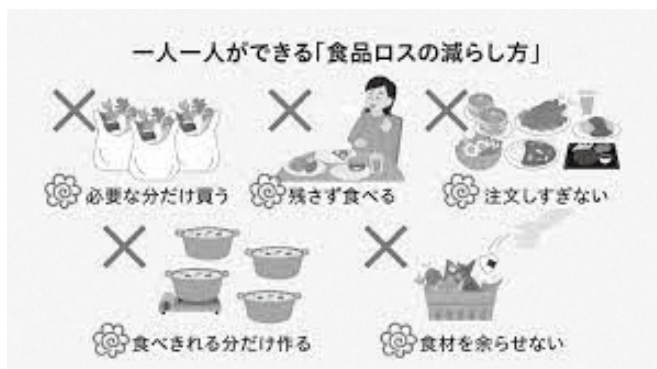 一人一人ができる「食品ロスの減らし方」
必要な分だけ買う
残さず食べる
注文しすぎない
食べきれる分だけ作る
食材を余らせない